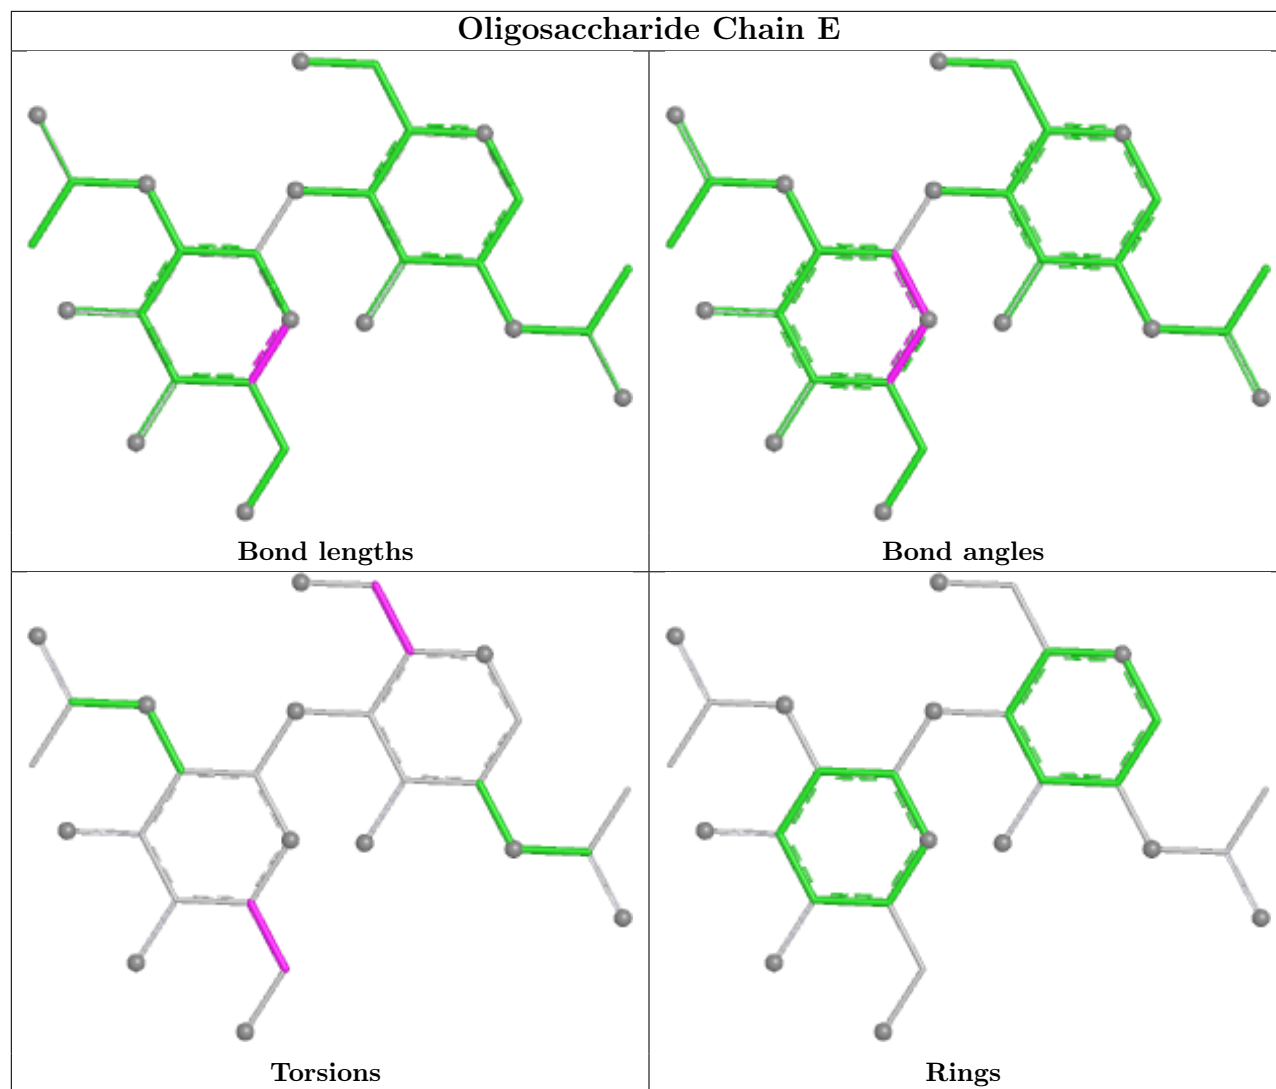 Oligosaccharide Chain E
Bond lengths
Bond angles
Torsions
Rings